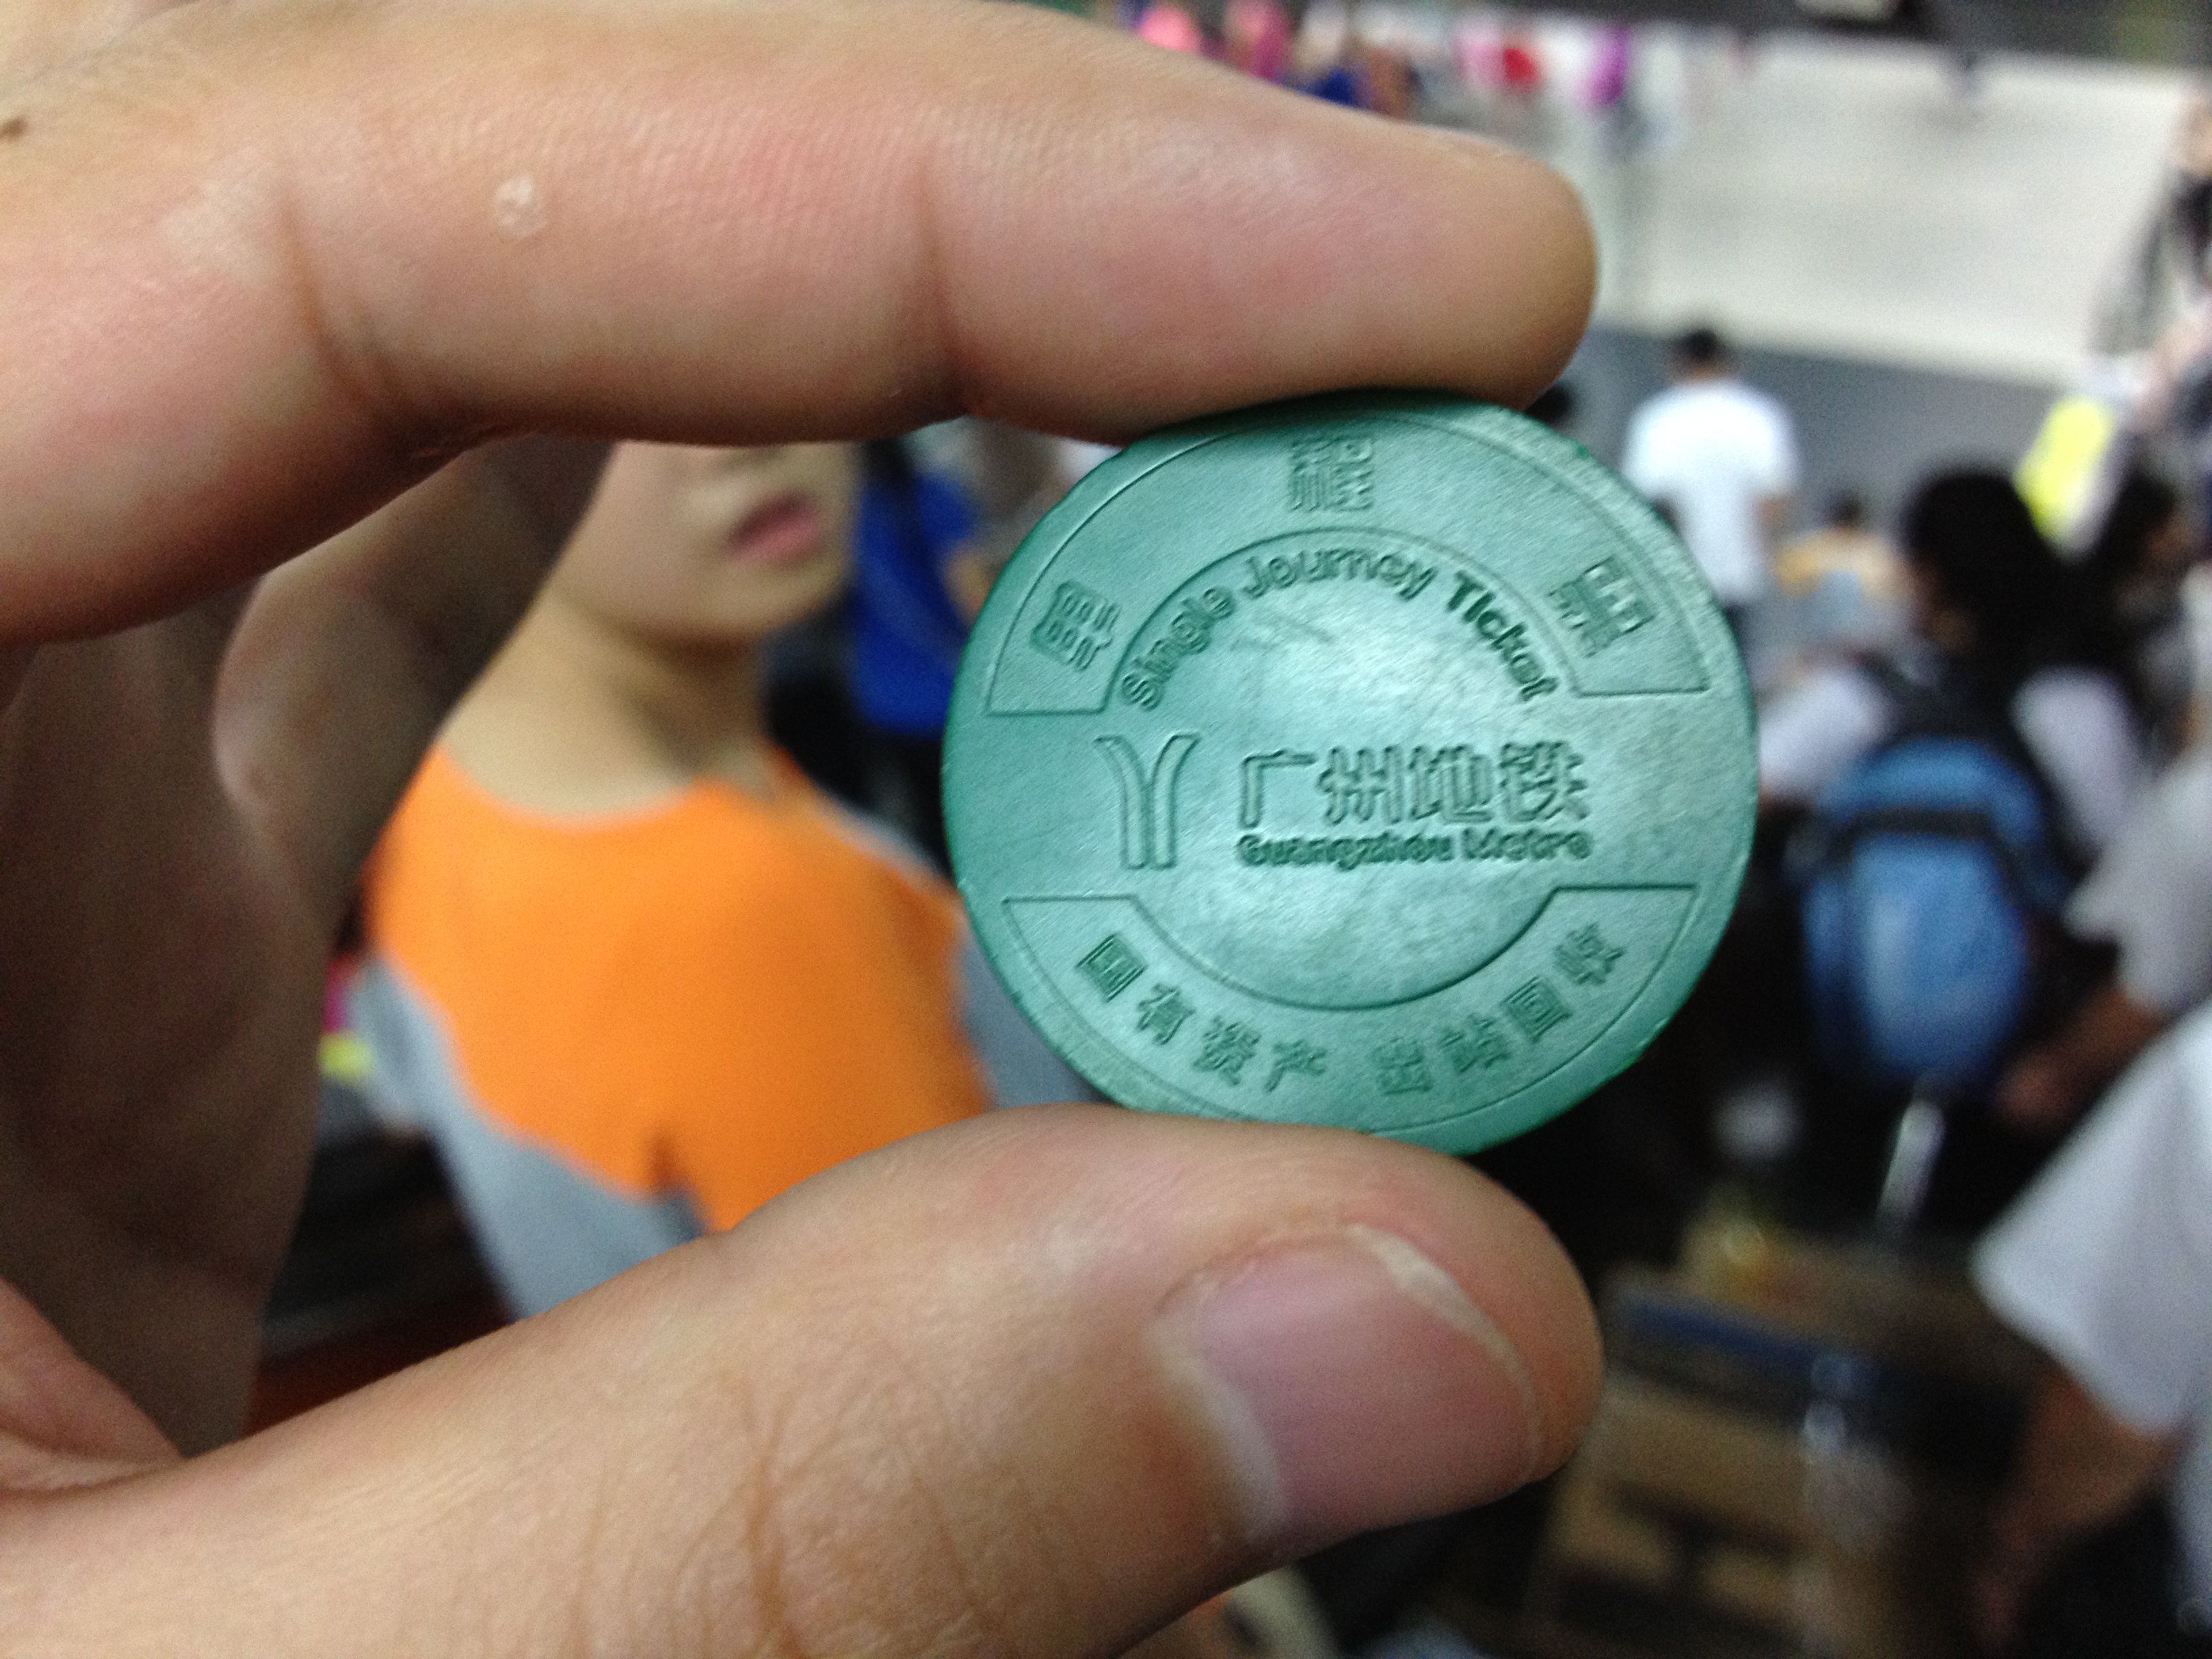 单程票
Single Journey Ticket
广州地铁
Guangzhou Metro
国有资产 出站回收